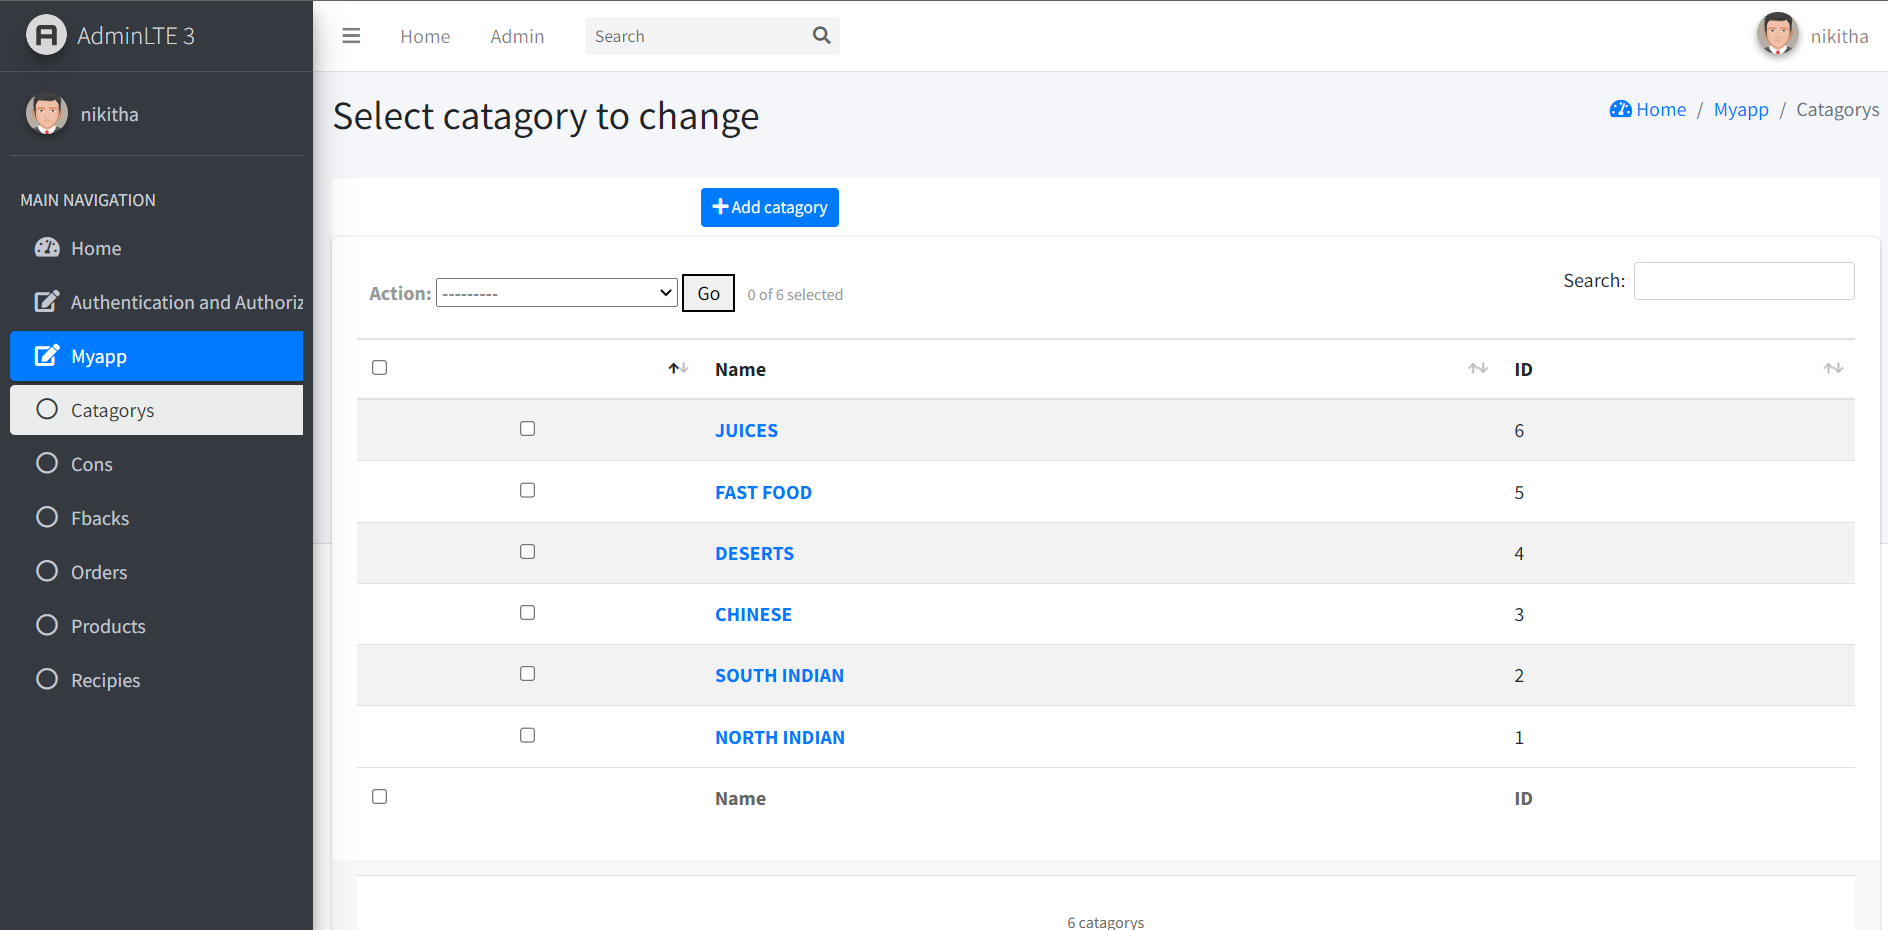 AdminLTE 3
Home
Admin
Search
nikitha
nikitha
MAIN NAVIGATION
Home
Authentication and Authoriz
Myapp
Catagorys
Cons
Fbacks
Orders
Products
Recipies
Select catagory to change
Home / Myapp / Catagorys
Add catagory
Action: --------- Go 0 of 6 selected
Search:
Name ID
JUICES 6
FAST FOOD 5
DESERTS 4
CHINESE 3
SOUTH INDIAN 2
NORTH INDIAN 1
Name ID
6 catagorys